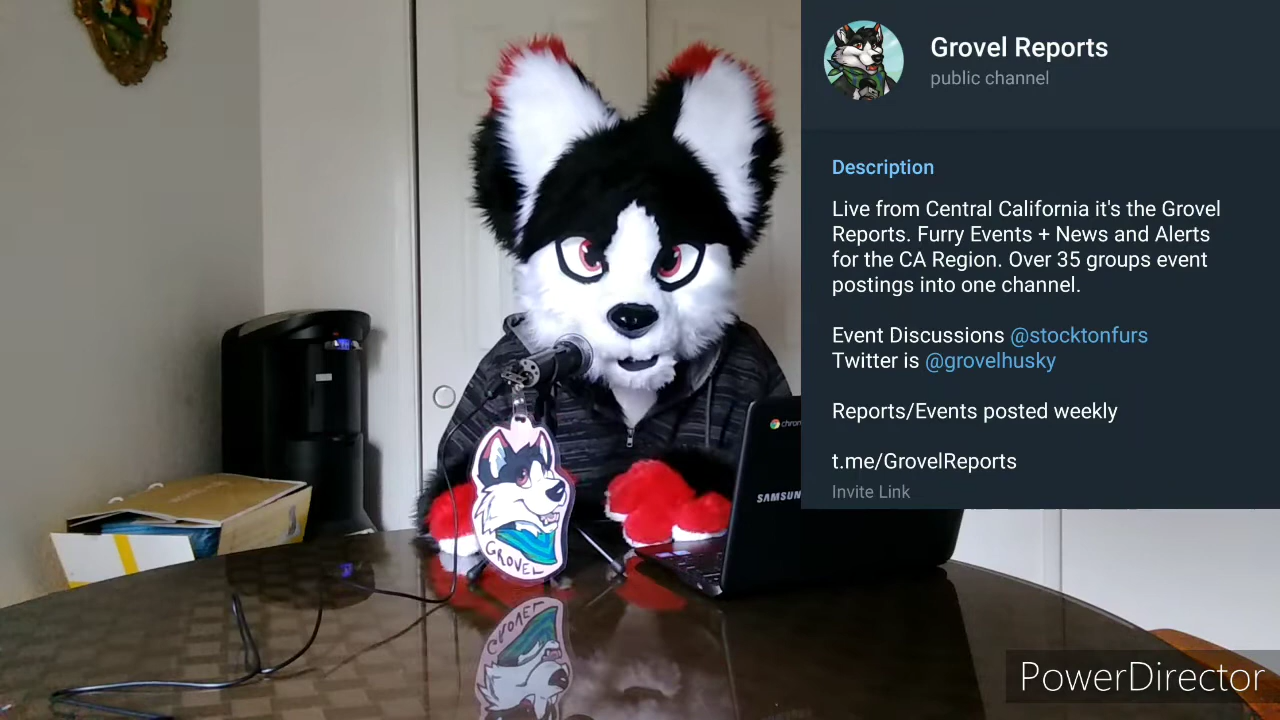 Grovel Reports
public channel
Description
Live from Central California it's the Grovel
Reports. Furry Events + News and Alerts
for the CA Region. Over 35 groups event
postings into one channel.
Event Discussions @stocktonfurs
Twitter is @grovelhusky
Reports/Events posted weekly
t.me/GrovelReports
Invite Link
chrom
SAMSUNG
GROVEL
PowerDirector